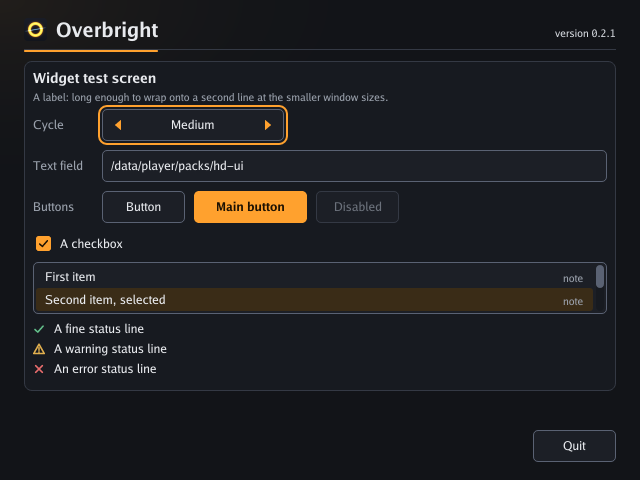 Overbright
version 0.2.1
Widget test screen
A label: long enough to wrap onto a second line at the smaller window sizes.
Cycle
Medium
Text field
/data/player/packs/hd-ui
Buttons
Button
Main button
Disabled
A checkbox
First item
note
Second item, selected
note
A fine status line
A warning status line
An error status line
Quit